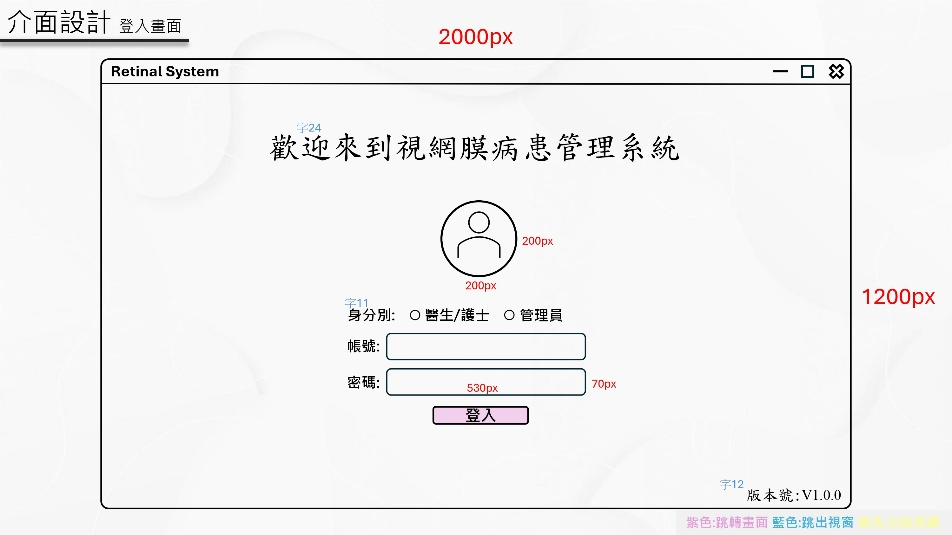 介面設計 登入畫面
2000px
Retinal System
字24
歡迎來到視網膜病患管理系統
200px
200px
1200px
字11
身分別: 醫生/護士 管理員
帳號:
密碼: 530px 70px
登入
字12
版本號:V1.0.0
紫色:跳轉畫面 藍色:跳出視窗